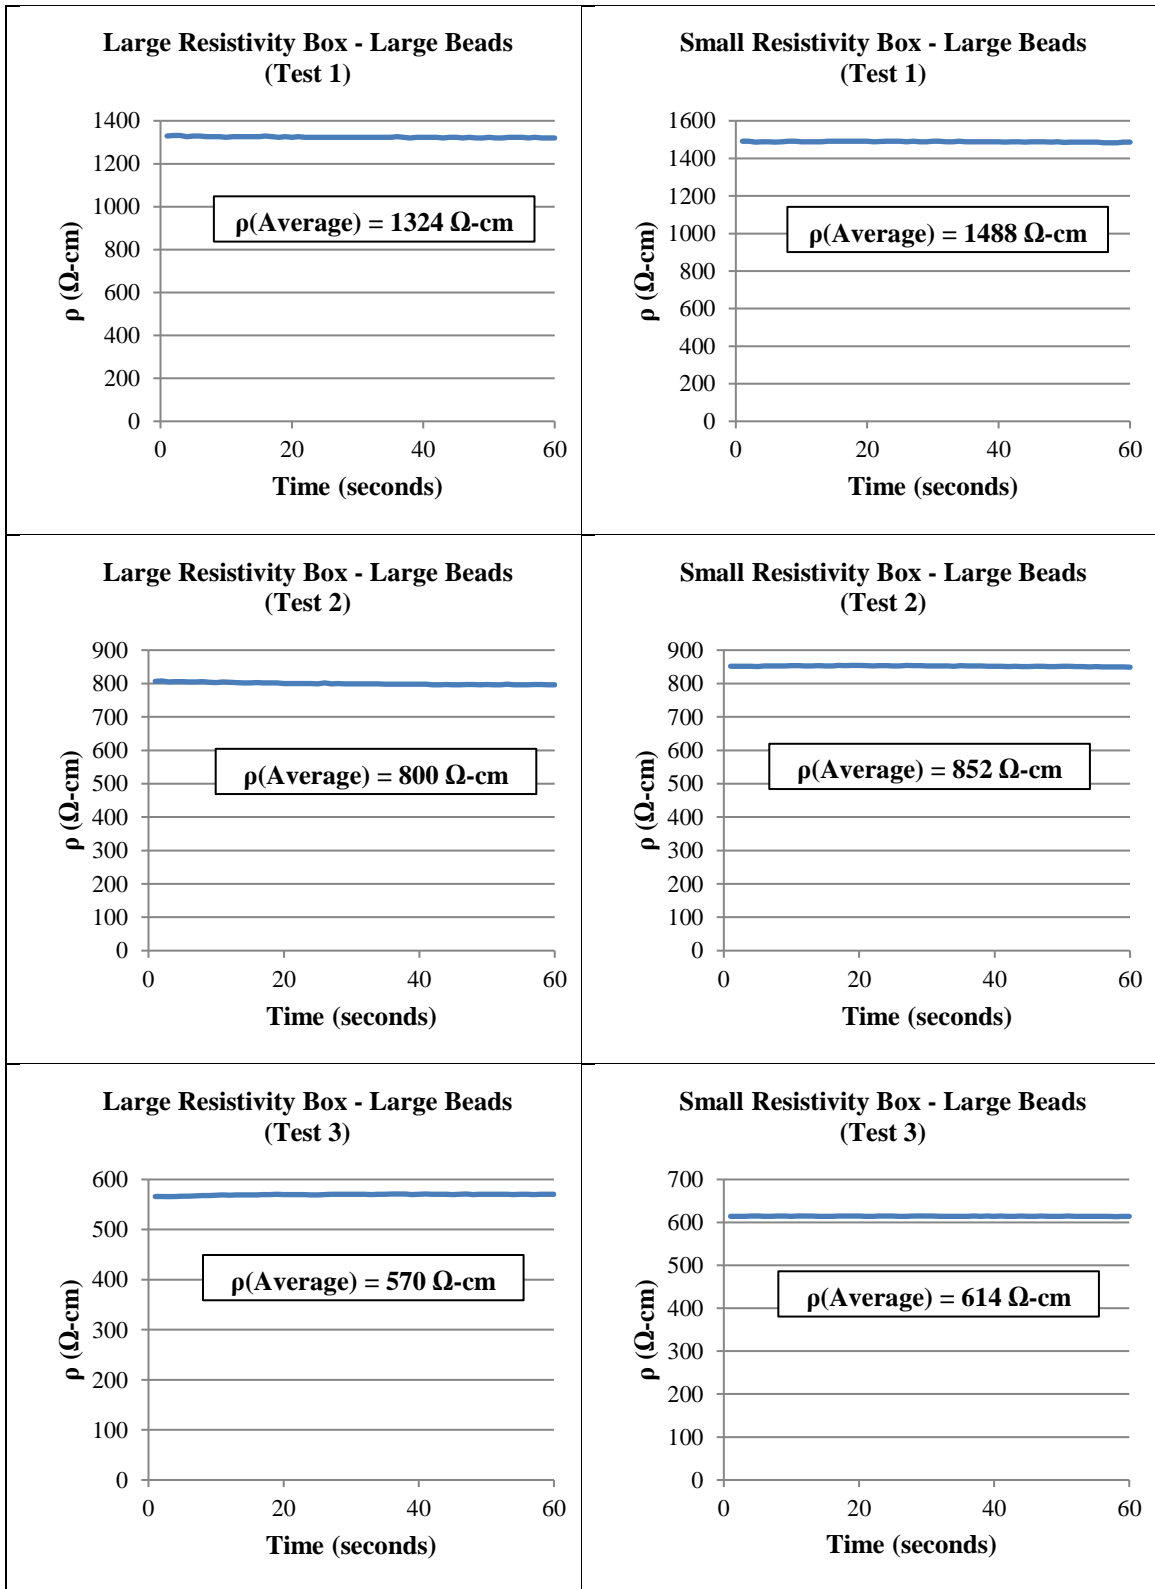 Large Resistivity Box - Large Beads
(Test 1)
1400
1200
1000
800
600
400
200
0
ρ (Ω-cm)
ρ(Average) = 1324 Ω-cm
0 20 40 60
Time (seconds)
Small Resistivity Box - Large Beads
(Test 1)
1600
1400
1200
1000
800
600
400
200
0
ρ (Ω-cm)
ρ(Average) = 1488 Ω-cm
0 20 40 60
Time (seconds)
Large Resistivity Box - Large Beads
(Test 2)
900
800
700
600
500
400
300
200
100
0
ρ (Ω-cm)
ρ(Average) = 800 Ω-cm
0 20 40 60
Time (seconds)
Small Resistivity Box - Large Beads
(Test 2)
900
800
700
600
500
400
300
200
100
0
ρ (Ω-cm)
ρ(Average) = 852 Ω-cm
0 20 40 60
Time (seconds)
Large Resistivity Box - Large Beads
(Test 3)
600
500
400
300
200
100
0
ρ (Ω-cm)
ρ(Average) = 570 Ω-cm
0 20 40 60
Time (seconds)
Small Resistivity Box - Large Beads
(Test 3)
700
600
500
400
300
200
100
0
ρ (Ω-cm)
ρ(Average) = 614 Ω-cm
0 20 40 60
Time (seconds)